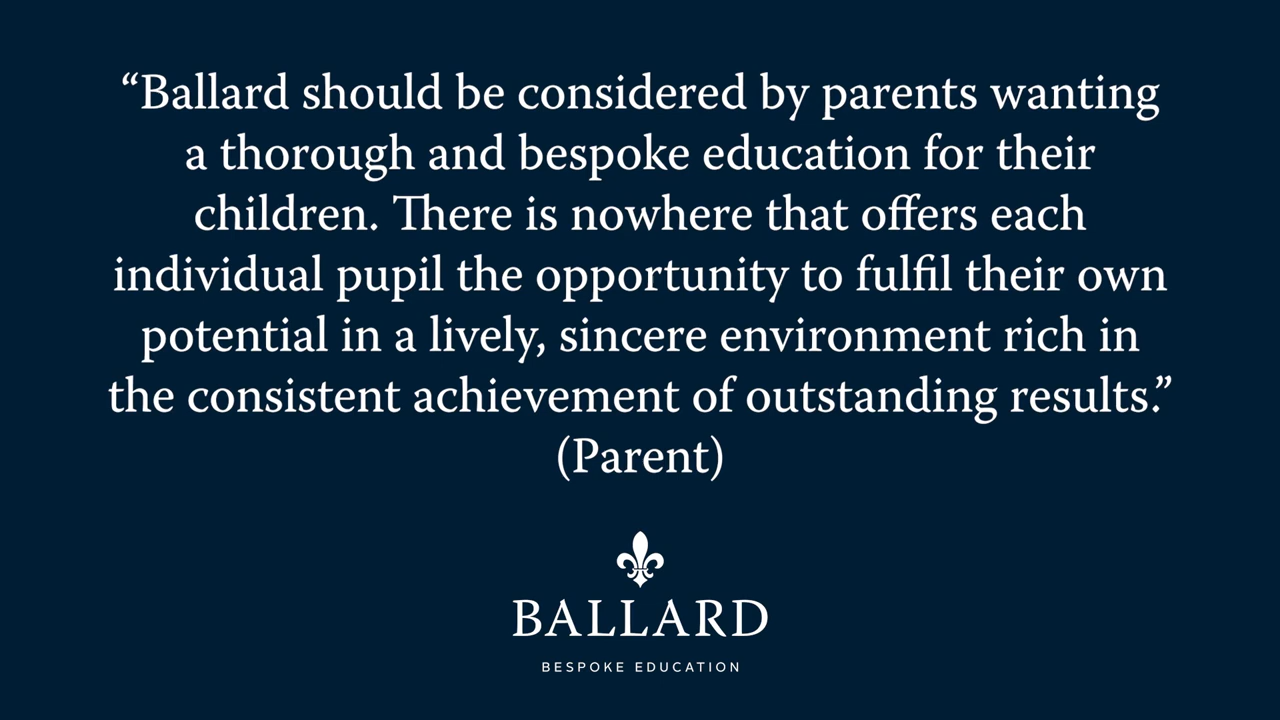 “Ballard should be considered by parents wanting
a thorough and bespoke education for their
children. There is nowhere that offers each
individual pupil the opportunity to fulfil their own
potential in a lively, sincere environment rich in
the consistent achievement of outstanding results.”
(Parent)
BALLARD
BESPOKE EDUCATION